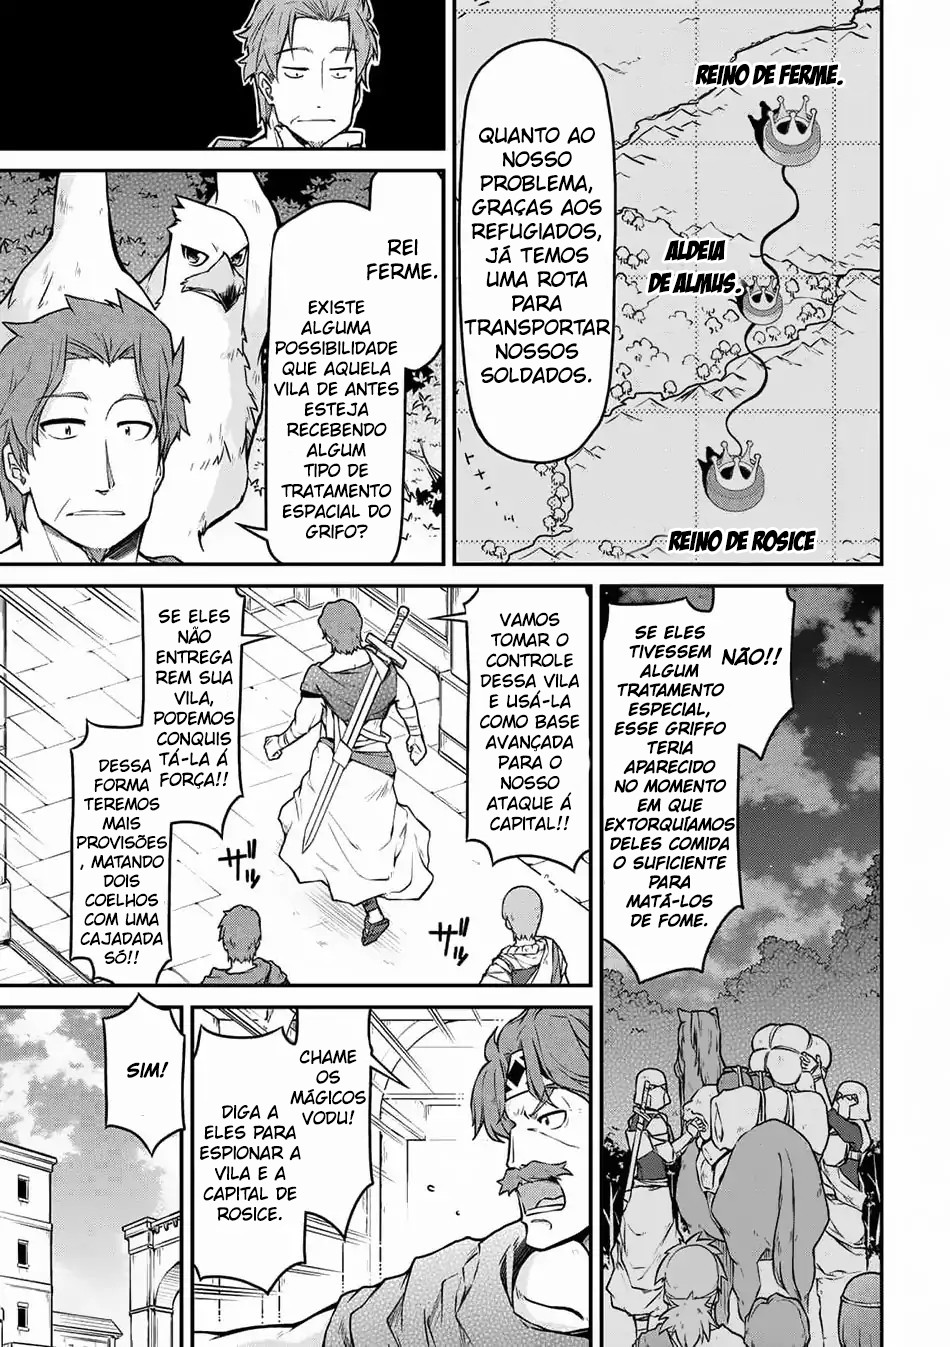 REINO DE FERME.
ALDEIA
DE ALMUS.
REINO DE ROSICE
QUANTO AO
NOSSO
PROBLEMA,
GRAÇAS AOS
REFUGIADOS,
JÁ TEMOS
UMA ROTA
PARA
TRANSPORTAR
NOSSOS
SOLDADOS.
REI
FERME.
EXISTE
ALGUMA
POSSIBILIDADE
QUE AQUELA
VILA DE ANTES
ESTEJA
RECEBENDO
ALGUM
TIPO DE
TRATAMENTO
ESPACIAL DO
GRIFO?
NÃO!!
SE ELES
TIVESSEM
ALGUM
TRATAMENTO
ESPECIAL,
ESSE GRIFFO
TERIA
APARECIDO
NO MOMENTO
EM QUE
EXTORQUÍAMOS
DELES COMIDA
O SUFICIENTE
PARA
MATÁ-LOS
DE FOME.
VAMOS
TOMAR O
CONTROLE
DESSA VILA
E USÁ-LA
COMO BASE
AVANÇADA
PARA O
NOSSO
ATAQUE Á
CAPITAL!!
SE ELES
NÃO
ENTREGA
REM SUA
VILA,
PODEMOS
CONQUIS
TÁ-LA Á
FORÇA!!
DESSA
FORMA
TEREMOS
MAIS
PROVISÕES
, MATANDO
DOIS
COELHOS
COM UMA
CAJADADA
SÓ!!
ザッ
ザッ
CHAME
OS
MÁGICOS
VODU!
DIGA A
ELES PARA
ESPIONAR A
VILA E A
CAPITAL DE
ROSICE.
SIM!